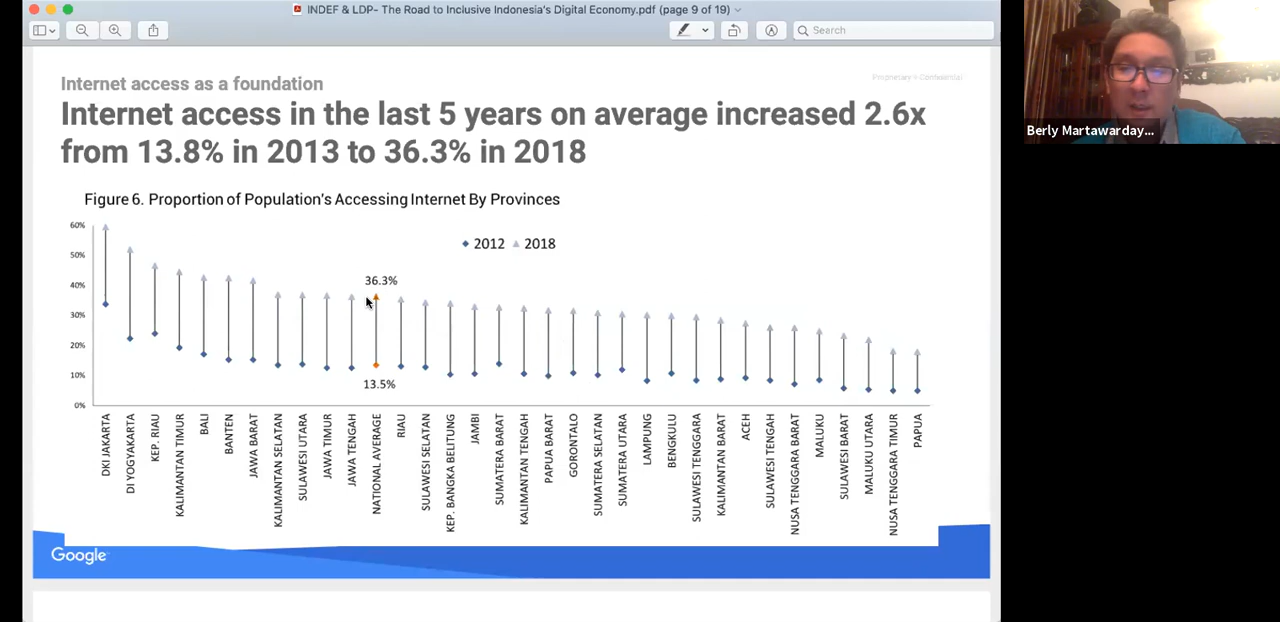 INDEF & LDP- The Road to Inclusive Indonesia's Digital Economy.pdf (page 9 of 19)
Search
Proprietary + Confidential
Internet access as a foundation
Internet access in the last 5 years on average increased 2.6x
from 13.8% in 2013 to 36.3% in 2018
Berly Martawarday...
Figure 6. Proportion of Population's Accessing Internet By Provinces
2012 2018
60%
50%
40%
30%
20%
10%
0%
36.3%
13.5%
DKI JAKARTA
DI YOGYAKARTA
KEP. RIAU
KALIMANTAN TIMUR
BALI
BANTEN
JAWA BARAT
KALIMANTAN SELATAN
SULAWESI UTARA
JAWA TIMUR
JAWA TENGAH
NATIONAL AVERAGE
RIAU
SULAWESI SELATAN
KEP. BANGKA BELITUNG
JAMBI
SUMATERA BARAT
KALIMANTAN TENGAH
PAPUA BARAT
GORONTALO
SUMATERA SELATAN
SUMATERA UTARA
LAMPUNG
BENGKULU
SULAWESI TENGGARA
KALIMANTAN BARAT
ACEH
SULAWESI TENGAH
NUSA TENGGARA BARAT
MALUKU
SULAWESI BARAT
MALUKU UTARA
NUSA TENGGARA TIMUR
PAPUA
Google